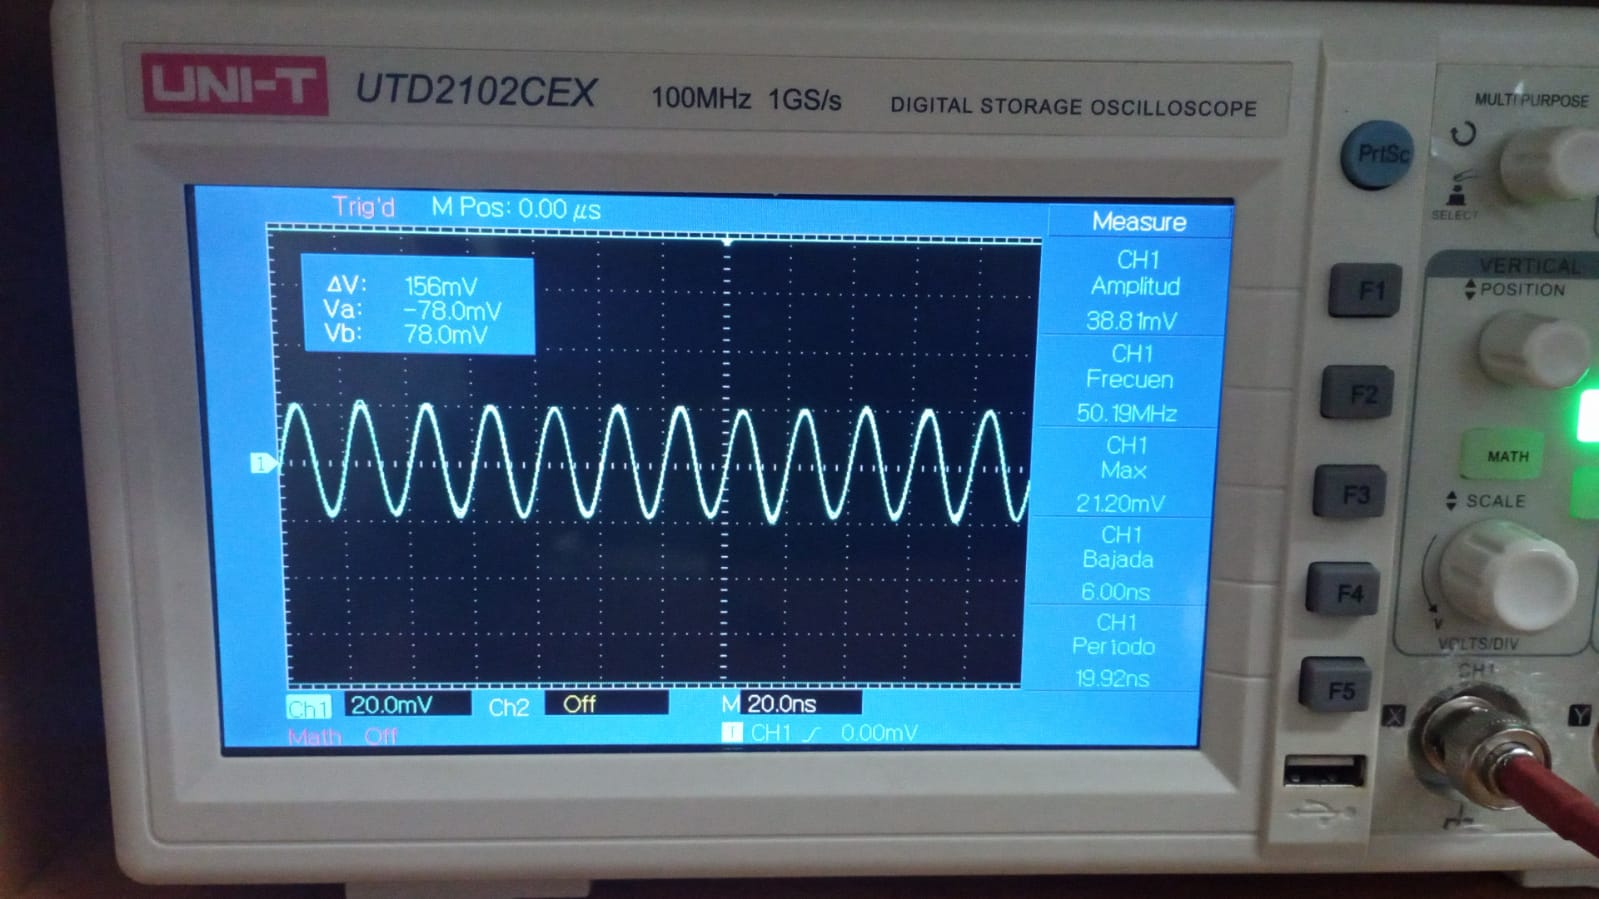 UNI-T UTD2102CEX 100MHz 1GS/s DIGITAL STORAGE OSCILLOSCOPE
MULTI PURPOSE
PrtSc
SELECT
Trig'd M Pos: 0.00 μs
Measure
ΔV: 156mV
Va: -78.0mV
Vb: 78.0mV
CH1
Amplitud
38.81mV
CH1
Frecuen
50.19MHz
CH1
Max
21.20mV
CH1
Bajada
6.00ns
CH1
Periodo
19.92ns
1
Ch1 20.0mV Ch2 Off M 20.0ns
Math Off CH1 0.00mV
F1
F2
F3
F4
F5
VERTICAL
POSITION
MATH
SCALE
V
VOLTS/DIV
CH1
X
Y